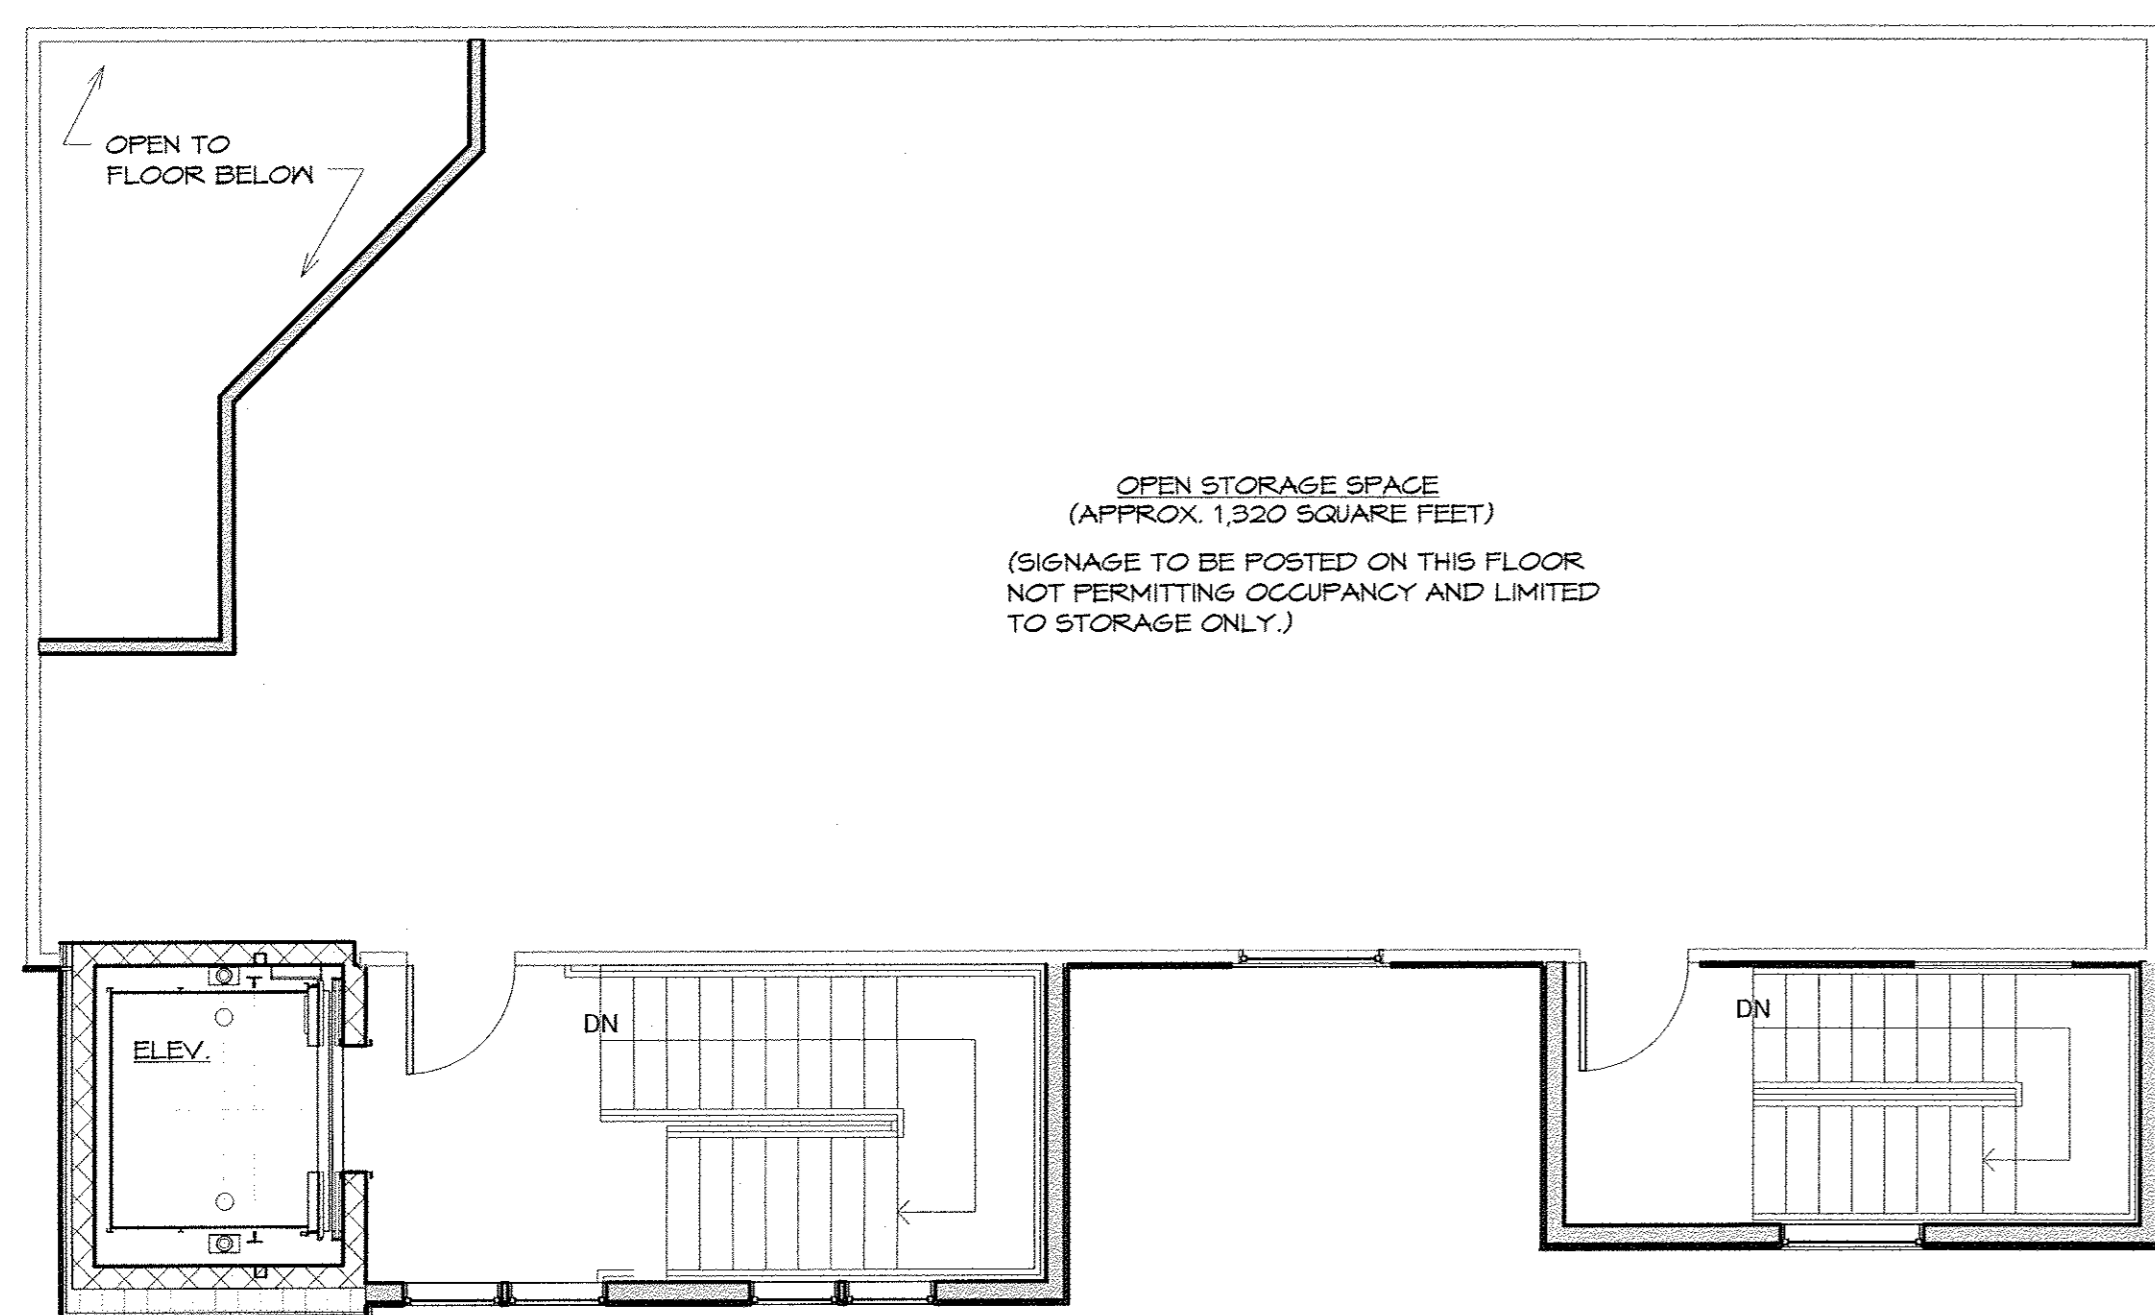 OPEN TO
FLOOR BELOW
OPEN STORAGE SPACE
(APPROX. 1,320 SQUARE FEET)
(SIGNAGE TO BE POSTED ON THIS FLOOR
NOT PERMITTING OCCUPANCY AND LIMITED
TO STORAGE ONLY.)
DN
DN
ELEV.